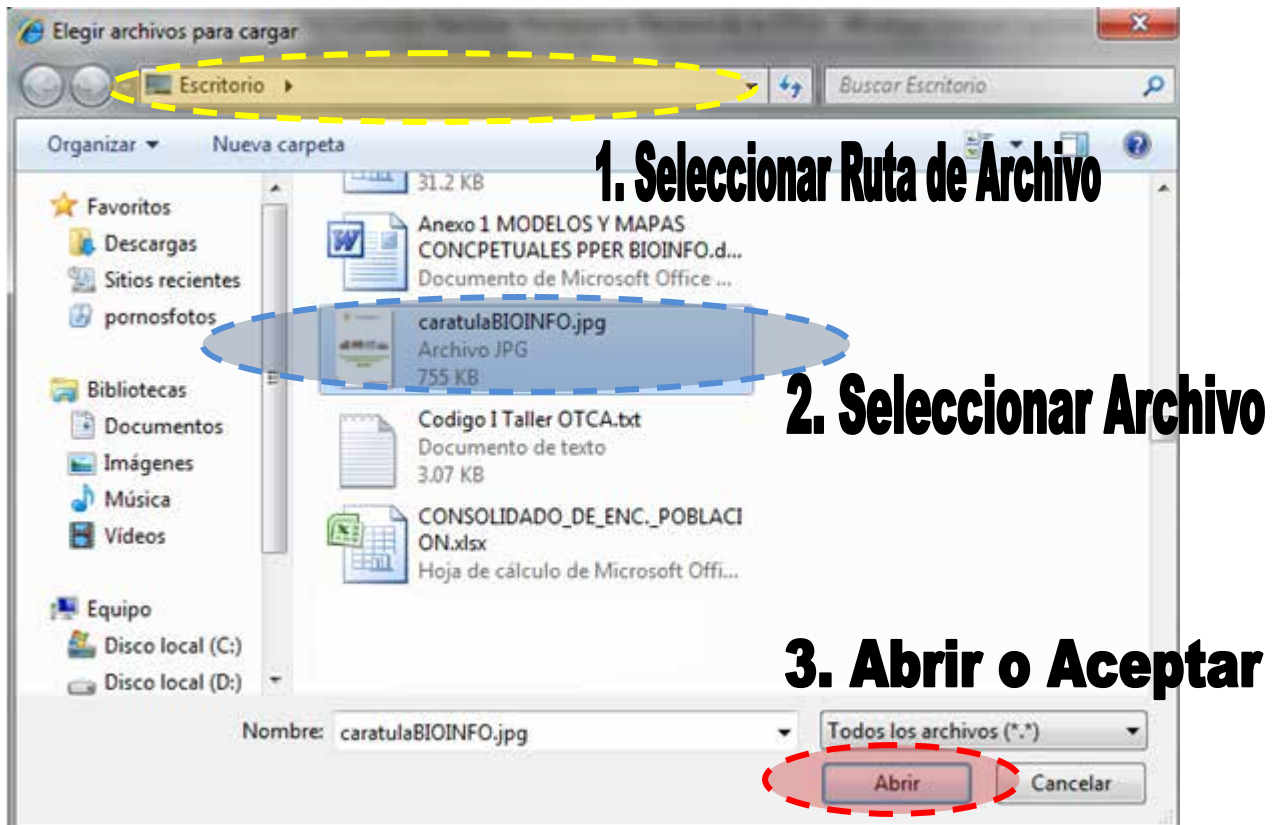 Elegir archivos para cargar
Escritorio
Buscar Escritorio
Organizar
Nueva carpeta
1. Seleccionar Ruta de Archivo
Favoritos
Descargas
Sitios recientes
pornosfotos
Bibliotecas
Documentos
Imágenes
Música
Vídeos
Equipo
Disco local (C:)
Disco local (D:)
31.2 KB
Anexo 1 MODELOS Y MAPAS
CONCPETUALES PPER BIOINFO.d...
Documento de Microsoft Office ...
caratulaBIOINFO.jpg
Archivo JPG
755 KB
2. Seleccionar Archivo
Codigo I Taller OTCA.txt
Documento de texto
3.07 KB
CONSOLIDADO_DE_ENC._POBLACI
ON.xlsx
Hoja de cálculo de Microsoft Offi...
3. Abrir o Aceptar
Nombre: caratulaBIOINFO.jpg
Todos los archivos (*.*)
Abrir
Cancelar